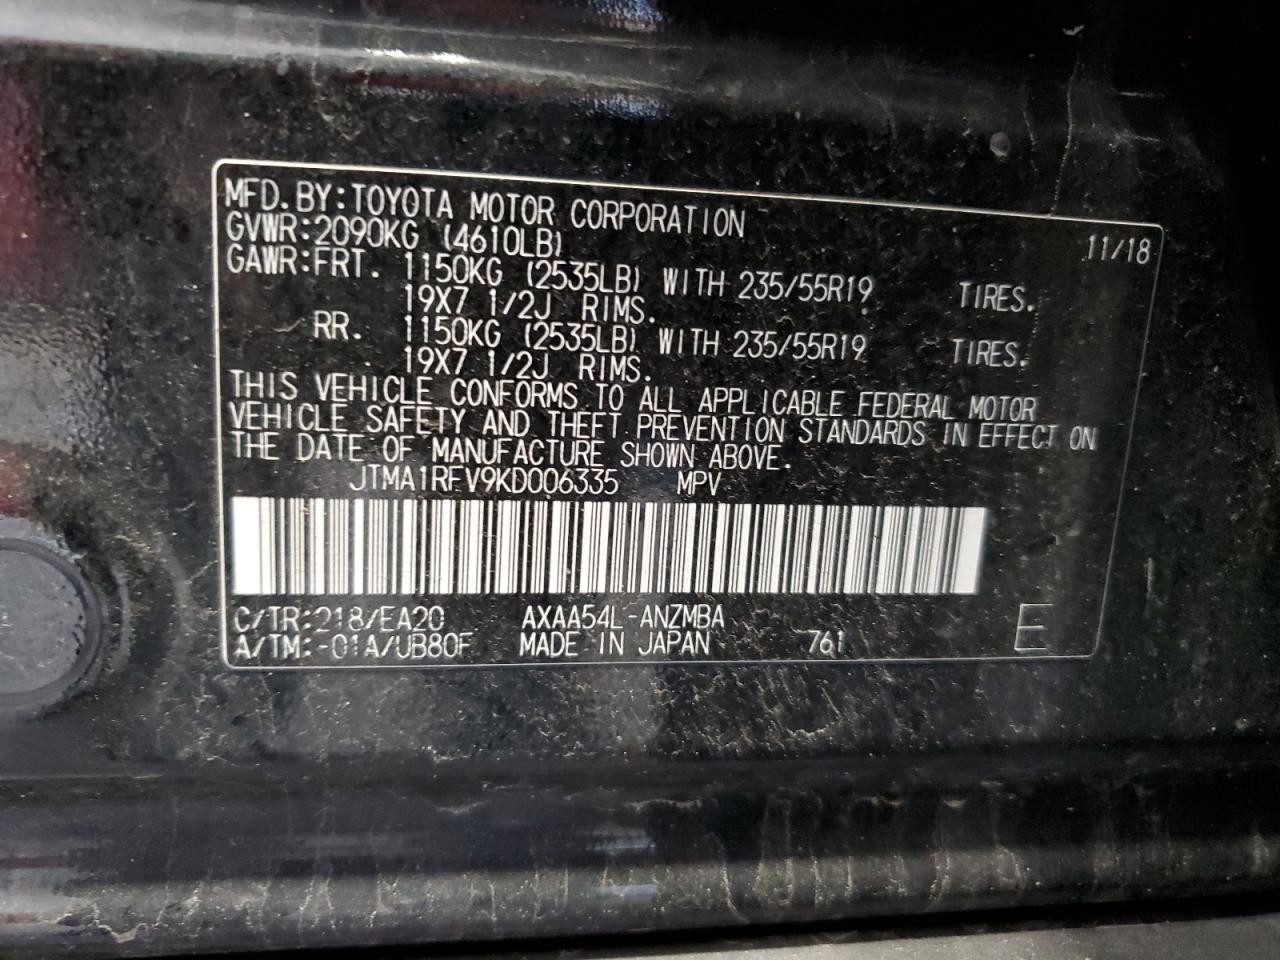 MFD.BY:TOYOTA MOTOR CORPORATION
11/18
GVWR:2090KG (4610LB)
GAWR:FRT. 1150KG (2535LB) WITH 235/55R19 TIRES.
19X7 1/2J RIMS.
RR. 1150KG (2535LB) WITH 235/55R19 TIRES.
19X7 1/2J RIMS.
THIS VEHICLE CONFORMS TO ALL APPLICABLE FEDERAL MOTOR
VEHICLE SAFETY AND THEFT PREVENTION STANDARDS IN EFFECT ON
THE DATE OF MANUFACTURE SHOWN ABOVE.
JTMA1RFV9KD006335 MPV
C/TR:218/EA20 AXAA54L-ANZMBA
A/TM:-01A/UB80F MADE IN JAPAN 761 E